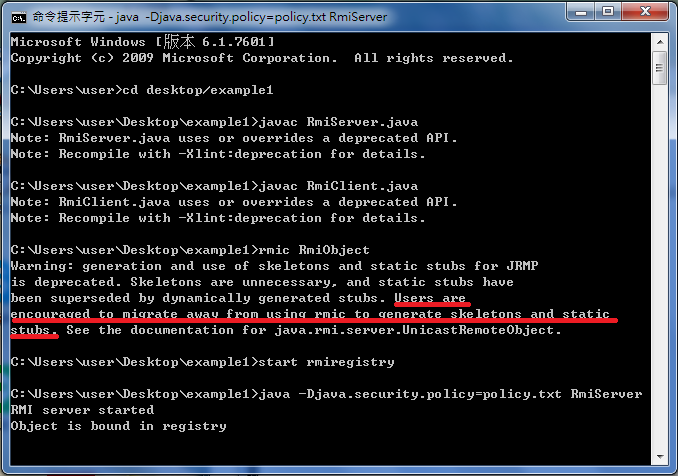 命令提示字元 - java -Djava.security.policy=policy.txt RmiServer
Microsoft Windows [版本 6.1.7601]
Copyright (c) 2009 Microsoft Corporation.  All rights reserved.
C:\Users\user>cd desktop/example1
C:\Users\user\Desktop\example1>javac RmiServer.java
Note: RmiServer.java uses or overrides a deprecated API.
Note: Recompile with -Xlint:deprecation for details.
C:\Users\user\Desktop\example1>javac RmiClient.java
Note: RmiClient.java uses or overrides a deprecated API.
Note: Recompile with -Xlint:deprecation for details.
C:\Users\user\Desktop\example1>rmic RmiObject
Warning: generation and use of skeletons and static stubs for JRMP
is deprecated. Skeletons are unnecessary, and static stubs have
been superseded by dynamically generated stubs. Users are
encouraged to migrate away from using rmic to generate skeletons and static
stubs. See the documentation for java.rmi.server.UnicastRemoteObject.
C:\Users\user\Desktop\example1>start rmiregistry
C:\Users\user\Desktop\example1>java -Djava.security.policy=policy.txt RmiServer
RMI server started
Object is bound in registry